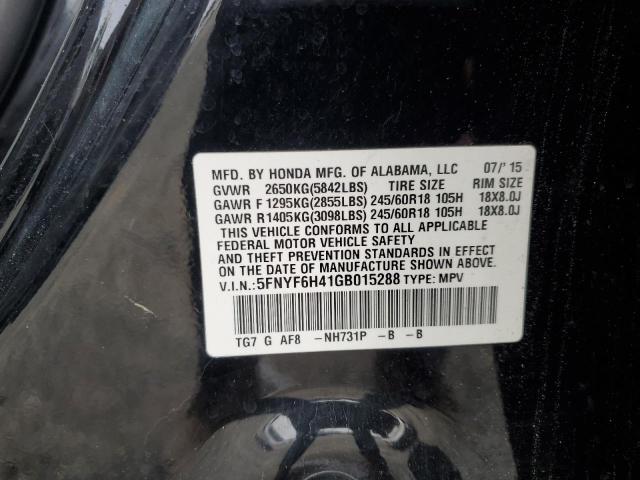 MFD. BY HONDA MFG. OF ALABAMA, LLC 07/'15
GVWR 2650KG(5842LBS) TIRE SIZE RIM SIZE
GAWR F 1295KG(2855LBS) 245/60R18 105H 18X8.0J
GAWR R 1405KG(3098LBS) 245/60R18 105H 18X8.0J
THIS VEHICLE CONFORMS TO ALL APPLICABLE
FEDERAL MOTOR VEHICLE SAFETY
AND THEFT PREVENTION STANDARDS IN EFFECT
ON THE DATE OF MANUFACTURE SHOWN ABOVE.
V.I.N.: 5FNYF6H41GB015288 TYPE: MPV
TG7 G AF8 -NH731P -B -B